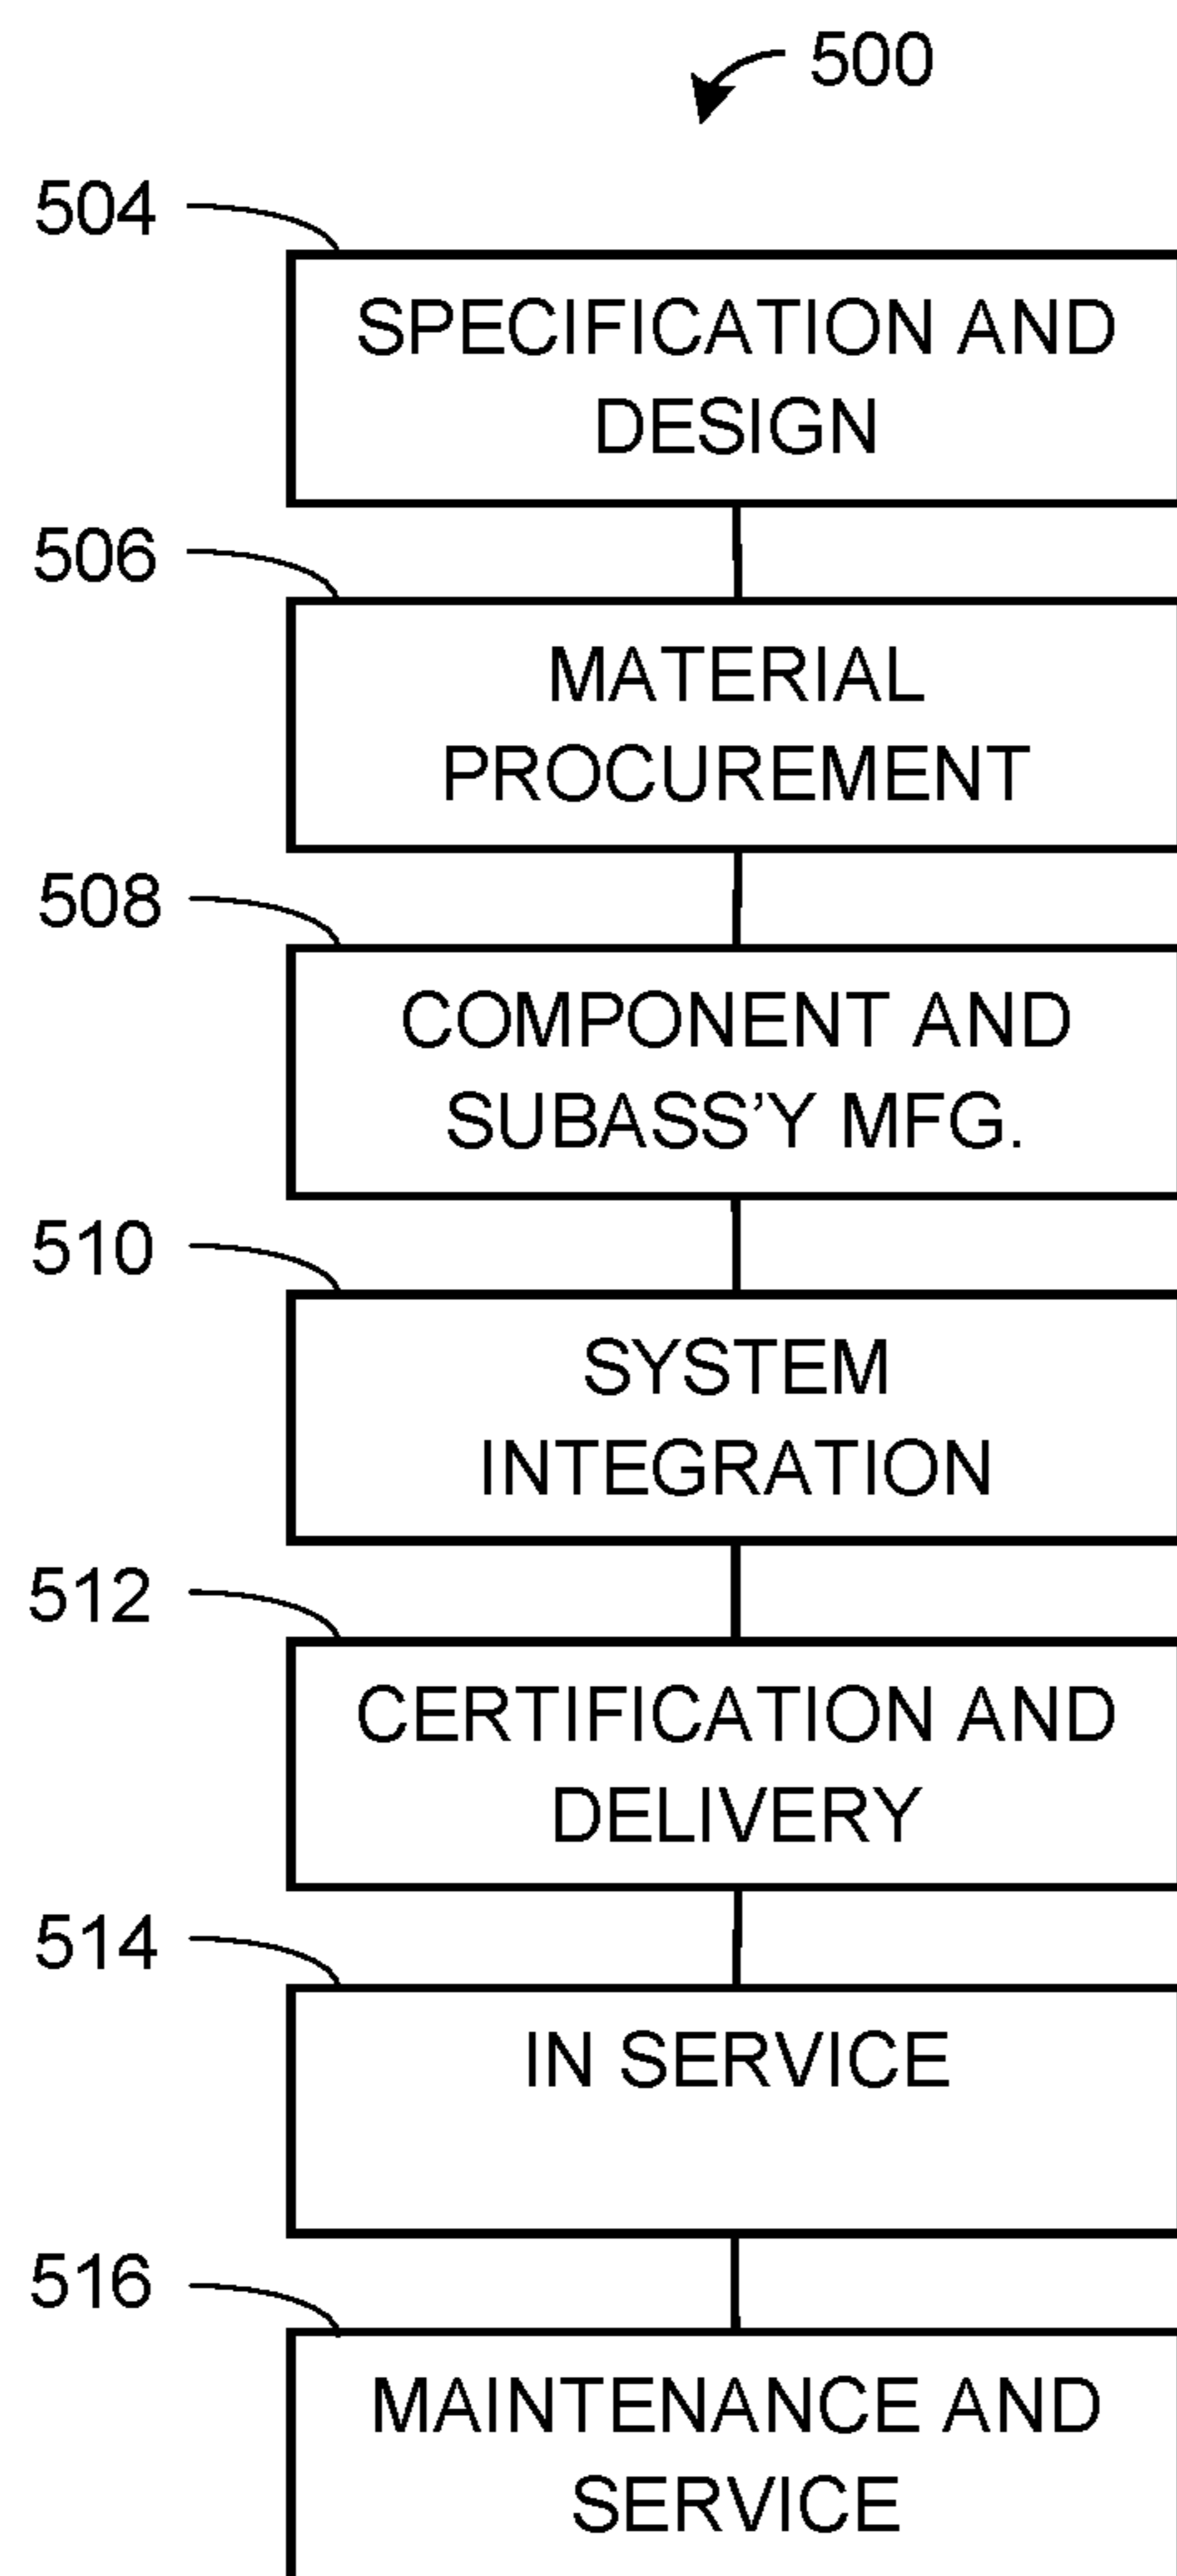 500
504
SPECIFICATION AND
DESIGN
506
MATERIAL
PROCUREMENT
508
COMPONENT AND
SUBASS’Y MFG.
510
SYSTEM
INTEGRATION
512
CERTIFICATION AND
DELIVERY
514
IN SERVICE
516
MAINTENANCE AND
SERVICE